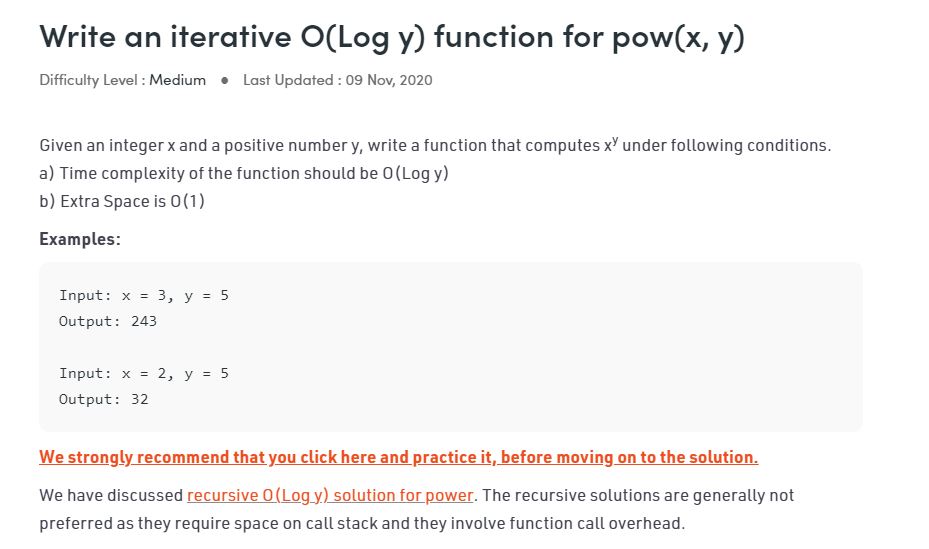 Write an iterative O(Log y) function for pow(x, y)
Difficulty Level : Medium ● Last Updated : 09 Nov, 2020
Given an integer x and a positive number y, write a function that computes xʸ under following conditions.
a) Time complexity of the function should be O(Log y)
b) Extra Space is O(1)
Examples:
Input: x = 3, y = 5
Output: 243
Input: x = 2, y = 5
Output: 32
We strongly recommend that you click here and practice it, before moving on to the solution.
We have discussed recursive O(Log y) solution for power. The recursive solutions are generally not
preferred as they require space on call stack and they involve function call overhead.